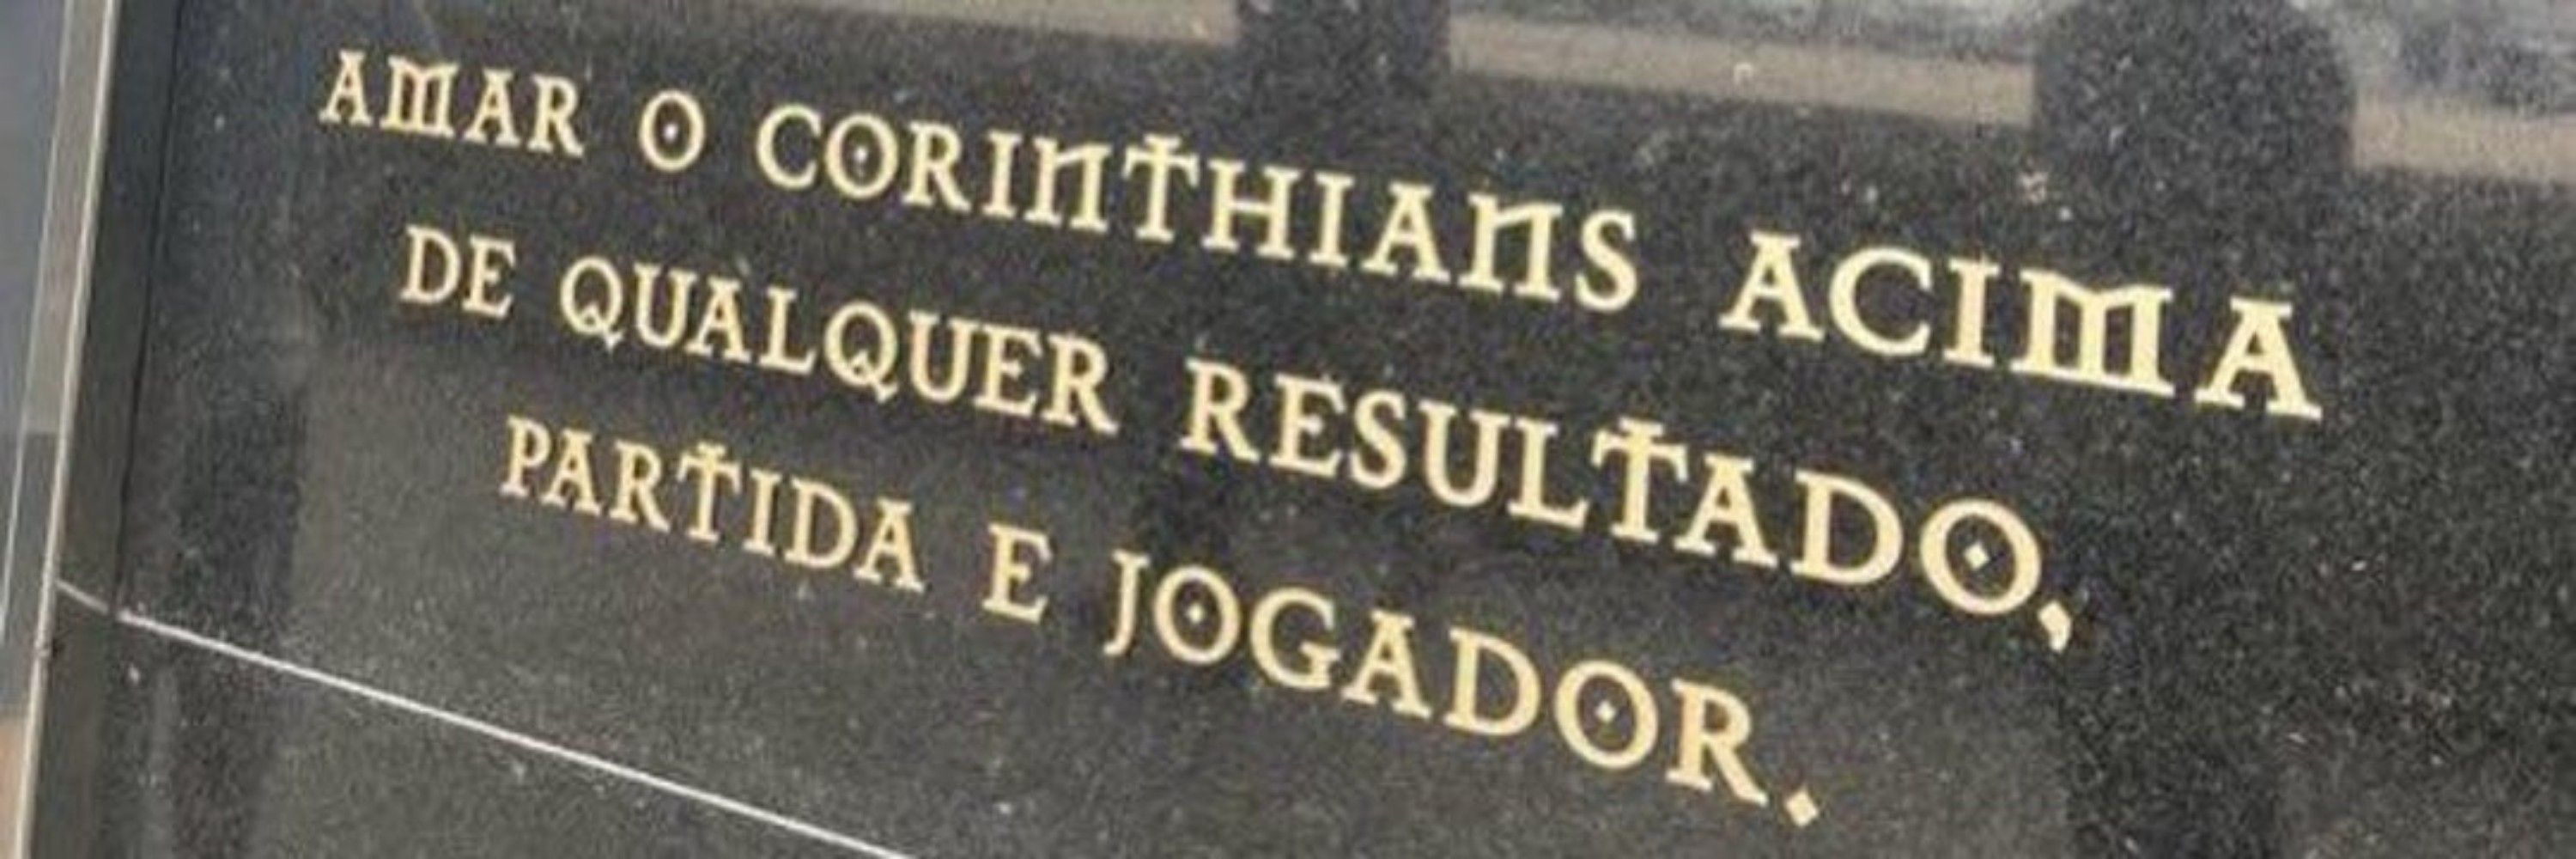 AMAR O CORINTHIANS ACIMA
DE QUALQUER RESULTADO,
PARTIDA E JOGADOR.